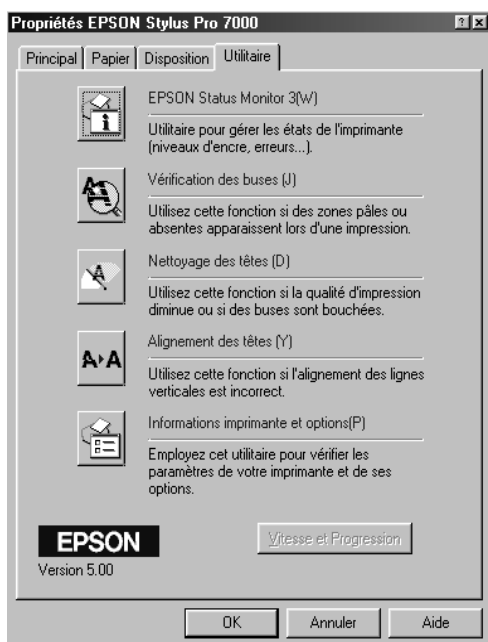 Propriétés EPSON Stylus Pro 7000
Principal Papier Disposition Utilitaire
EPSON Status Monitor 3(W)
Utilitaire pour gérer les états de l'imprimante
(niveaux d'encre, erreurs...).
Vérification des buses (J)
Utilisez cette fonction si des zones pâles ou
absentes apparaissent lors d'une impression.
Nettoyage des têtes (D)
Utilisez cette fonction si la qualité d'impression
diminue ou si des buses sont bouchées.
Alignement des têtes (Y)
Utilisez cette fonction si l'alignement des lignes
verticales est incorrect.
Informations imprimante et options(P)
Employez cet utilitaire pour vérifier les
paramètres de votre imprimante et de ses
options.
EPSON
Vitesse et Progression
Version 5.00
OK Annuler Aide